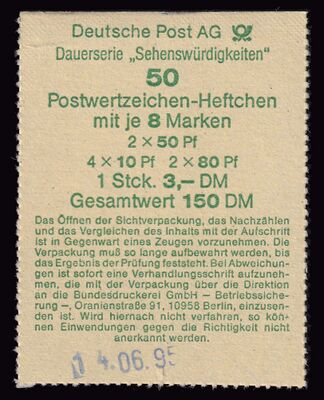 Deutsche Post AG
Dauerserie „Sehenswürdigkeiten“
50
Postwertzeichen-Heftchen
mit je 8 Marken
2 × 50 Pf
4 × 10 Pf 2 × 80 Pf
1 Stck. 3,– DM
Gesamtwert 150 DM
Das Öffnen der Sichtverpackung, das Nachzählen
und das Vergleichen des Inhalts mit der Aufschrift
ist in Gegenwart eines Zeugen vorzunehmen. Die
Verpackung muß so lange aufbewahrt werden, bis
das Ergebnis der Prüfung feststeht. Bei Abweichun-
gen ist sofort eine Verhandlungsschrift aufzuneh-
men, die mit der Verpackung über die Direktion
an die Bundesdruckerei GmbH – Betriebssiche-
rung –, Oranienstraße 91, 10958 Berlin, einzusen-
den ist. Wird hiernach nicht verfahren, so kön-
nen Einwendungen gegen die Richtigkeit nicht
anerkannt werden.
4.06.95